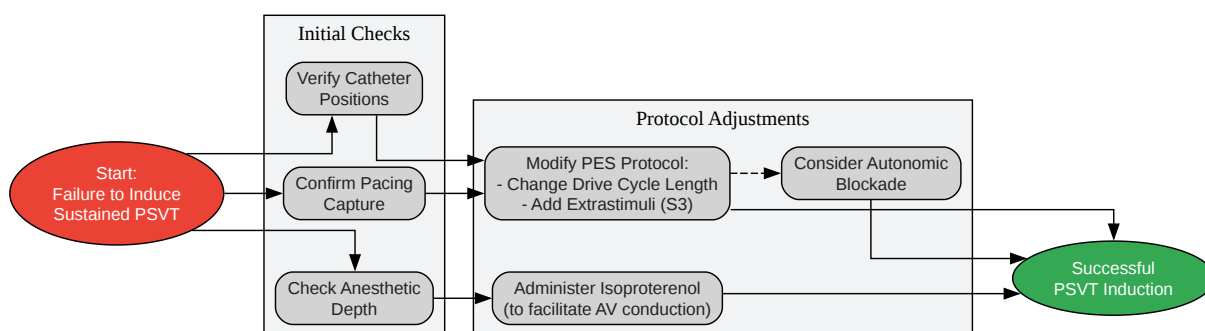 Initial Checks
Verify Catheter
Positions
Protocol Adjustments
Start:
Failure to Induce
Sustained PSVT
Confirm Pacing
Capture
Modify PES Protocol:
- Change Drive Cycle Length
- Add Extrastimuli (S3)
Consider Autonomic
Blockade
Check Anesthetic
Depth
Administer Isoproterenol
(to facilitate AV conduction)
Successful
PSVT Induction